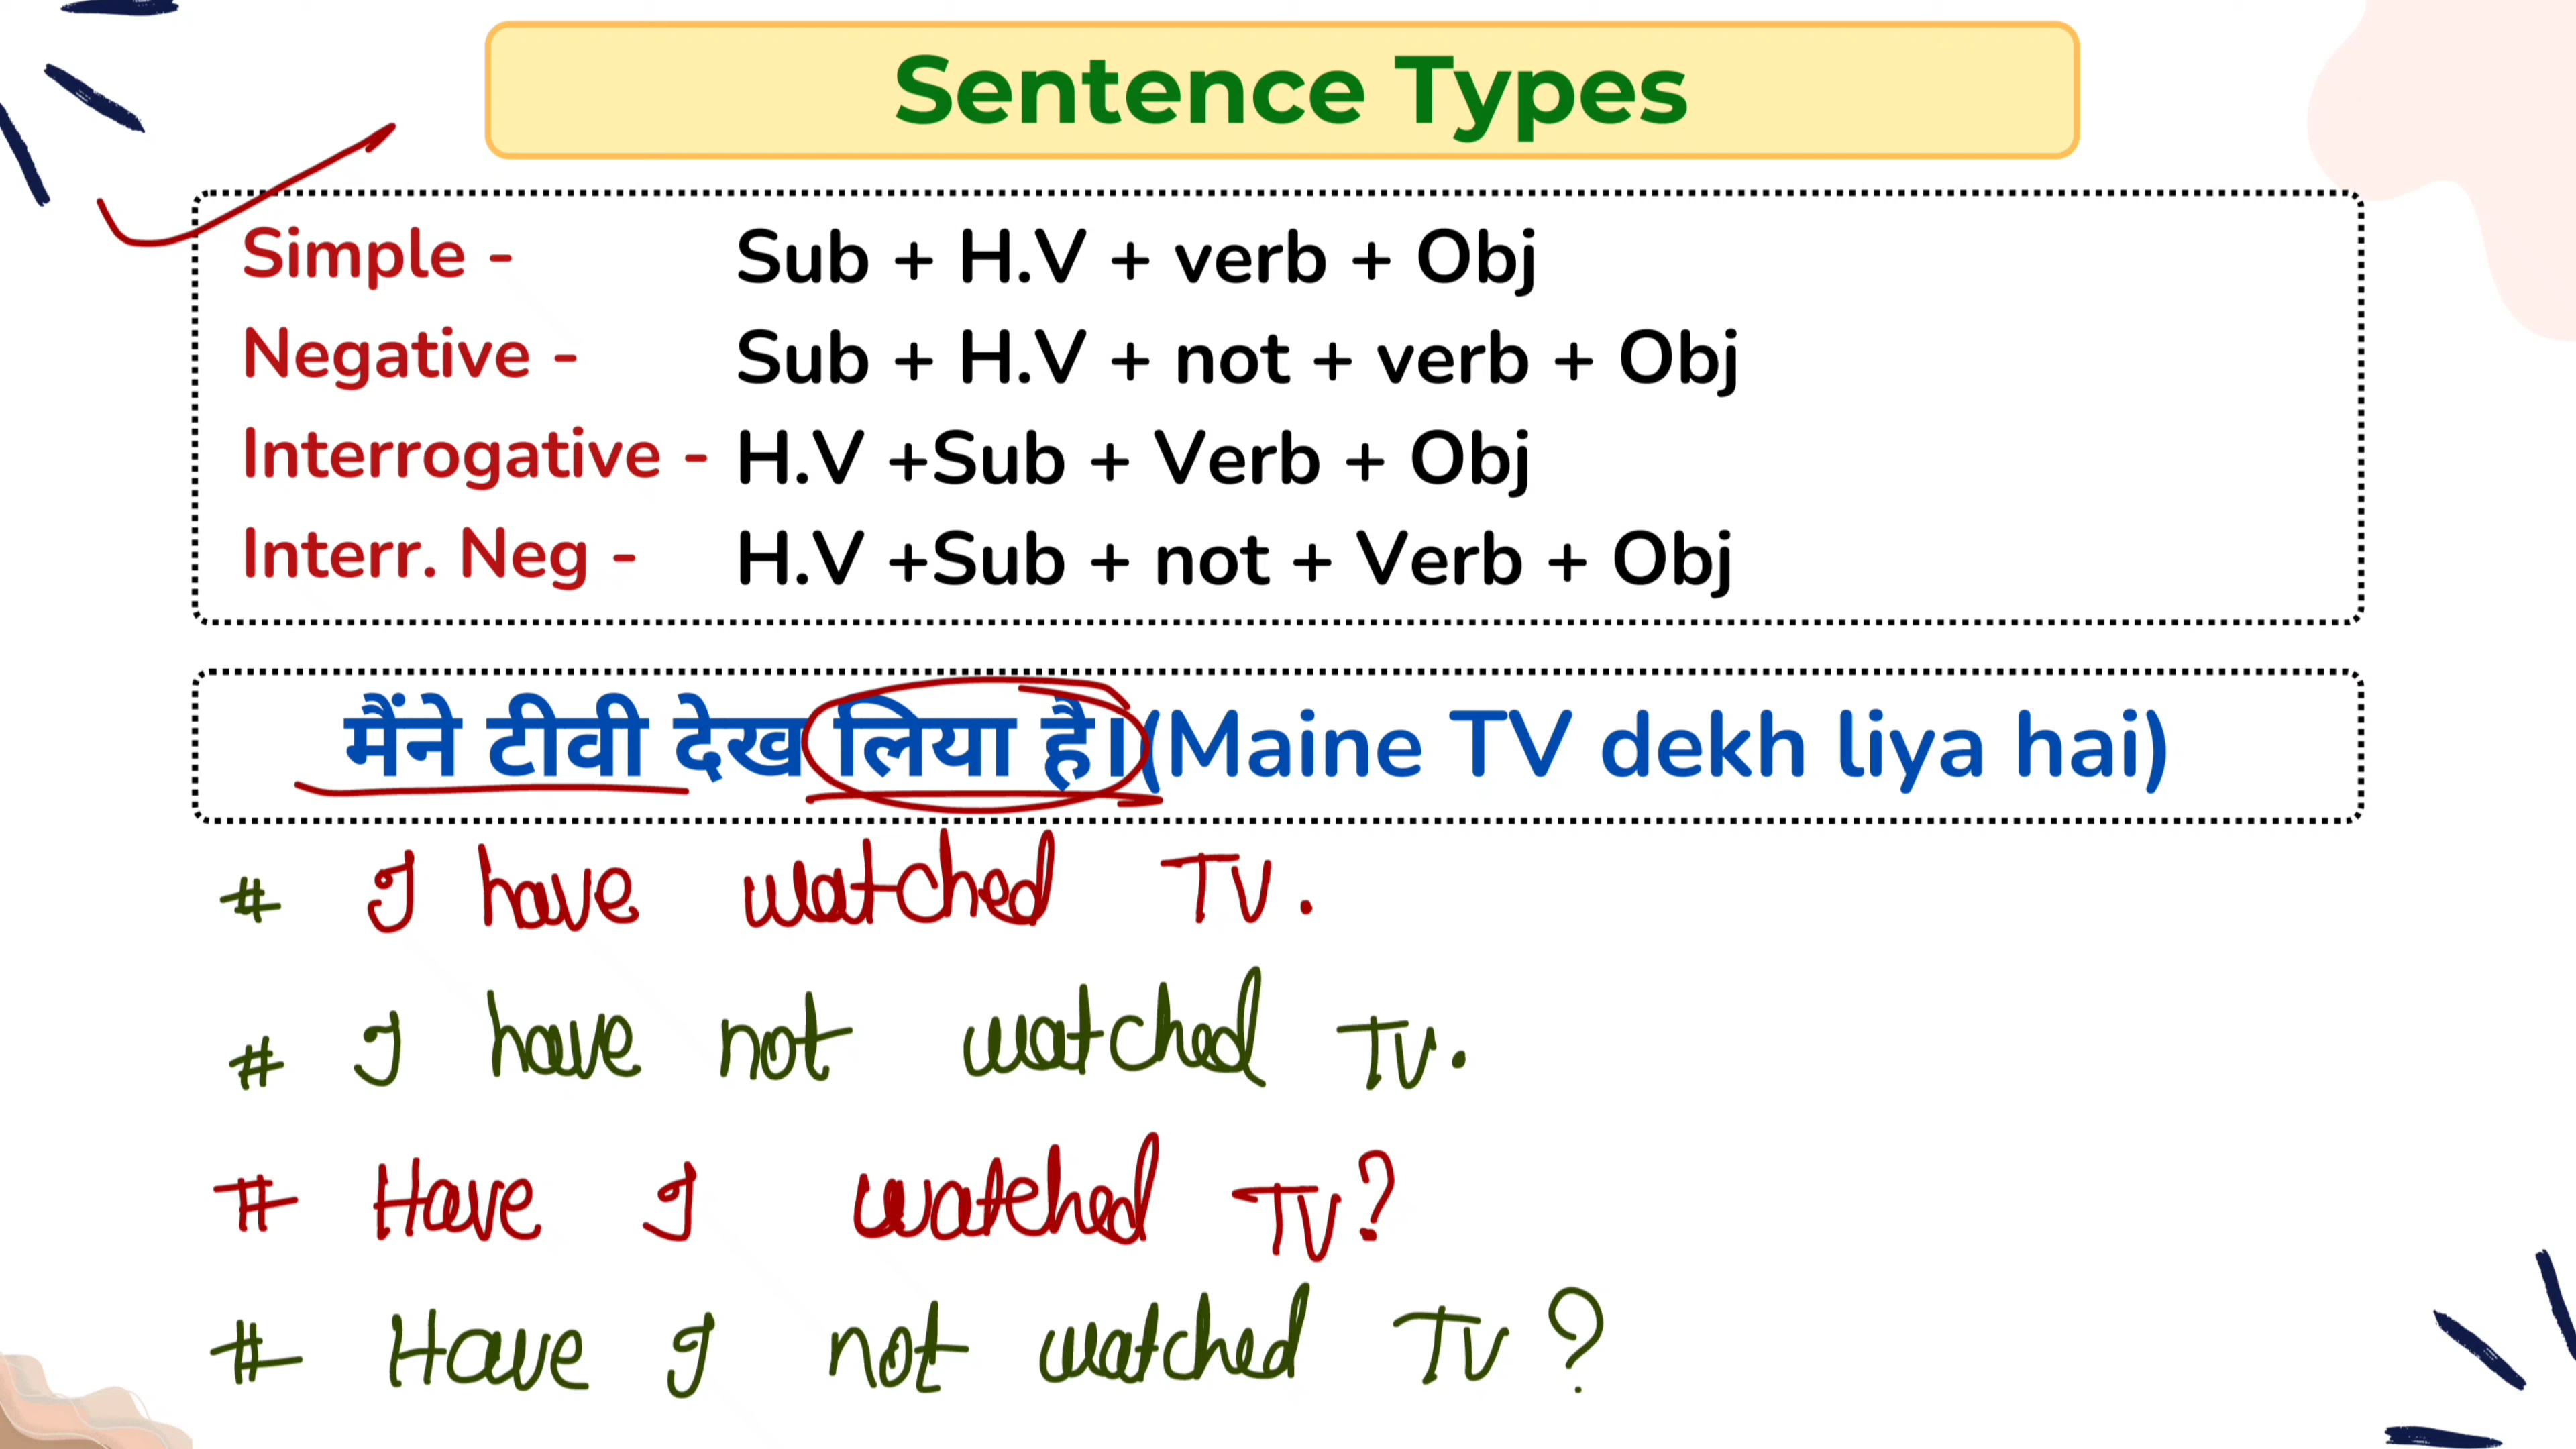 Sentence Types
Simple - Sub + H.V + verb + Obj
Negative - Sub + H.V + not + verb + Obj
Interrogative - H.V +Sub + Verb + Obj
Interr. Neg - H.V +Sub + not + Verb + Obj
मैंने टीवी देख लिया है। (Maine TV dekh liya hai)
# I have watched TV.
# I have not watched TV.
# Have I watched TV?
# Have I not watched TV?